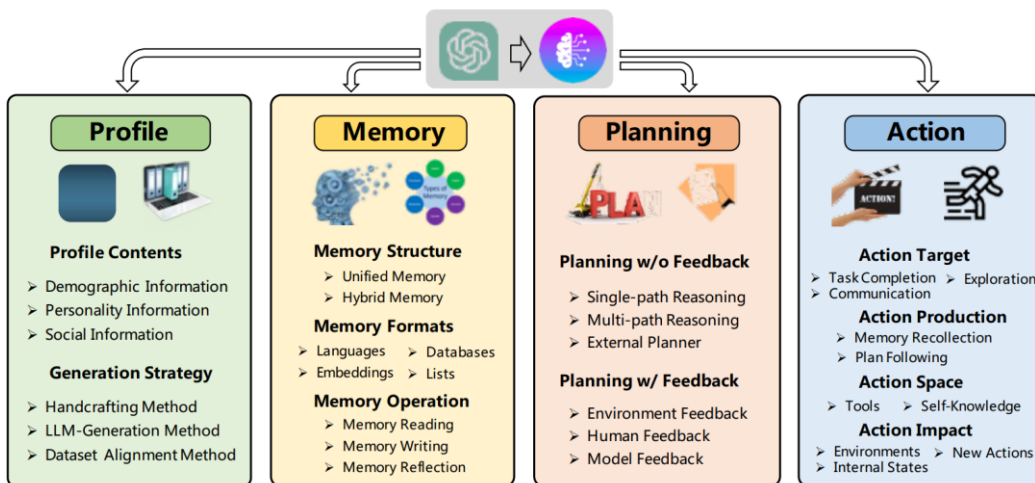 Profile
Profile Contents
➢ Demographic Information
➢ Personality Information
➢ Social Information
Generation Strategy
➢ Handcrafting Method
➢ LLM-Generation Method
➢ Dataset Alignment Method
Memory
Types of
Memory
Memory Structure
➢ Unified Memory
➢ Hybrid Memory
Memory Formats
➢ Languages ➢ Databases
➢ Embeddings ➢ Lists
Memory Operation
➢ Memory Reading
➢ Memory Writing
➢ Memory Reflection
Planning
PLAN
Planning w/o Feedback
➢ Single-path Reasoning
➢ Multi-path Reasoning
➢ External Planner
Planning w/ Feedback
➢ Environment Feedback
➢ Human Feedback
➢ Model Feedback
Action
ACTION!
Action Target
➢ Task Completion ➢ Exploration
➢ Communication
Action Production
➢ Memory Recollection
➢ Plan Following
Action Space
➢ Tools ➢ Self-Knowledge
Action Impact
➢ Environments ➢ New Actions
➢ Internal States